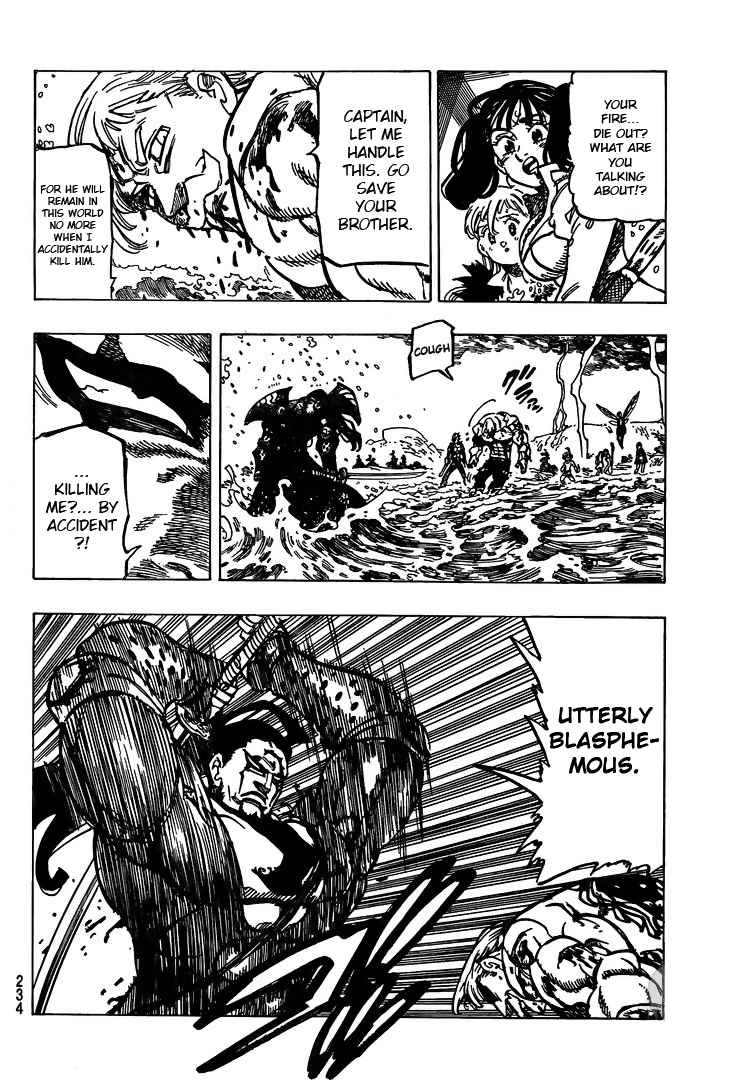 YOUR
FIRE...
DIE OUT?
WHAT ARE
YOU
TALKING
ABOUT!?
CAPTAIN,
LET ME
HANDLE
THIS. GO
SAVE
YOUR
BROTHER.
FOR HE WILL
REMAIN IN
THIS WORLD
NO MORE
WHEN I
ACCIDENTALLY
KILL HIM.
COUGH
...
KILLING
ME?... BY
ACCIDENT
?!
UTTERLY
BLASPHE-
MOUS.
234